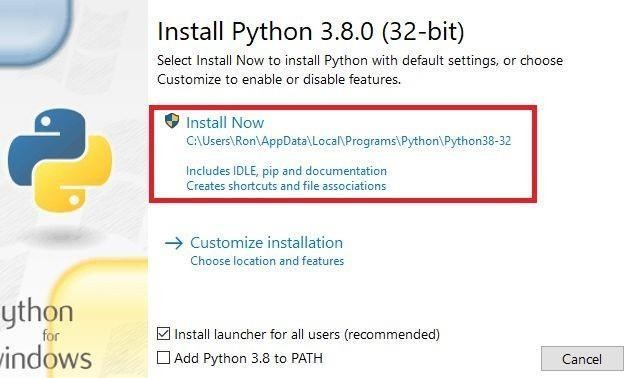 Install Python 3.8.0 (32-bit)
Select Install Now to install Python with default settings, or choose
Customize to enable or disable features.
Install Now
C:\Users\Ron\AppData\Local\Programs\Python\Python38-32
Includes IDLE, pip and documentation
Creates shortcuts and file associations
Customize installation
Choose location and features
ython
for
windows
Install launcher for all users (recommended)
Add Python 3.8 to PATH
Cancel